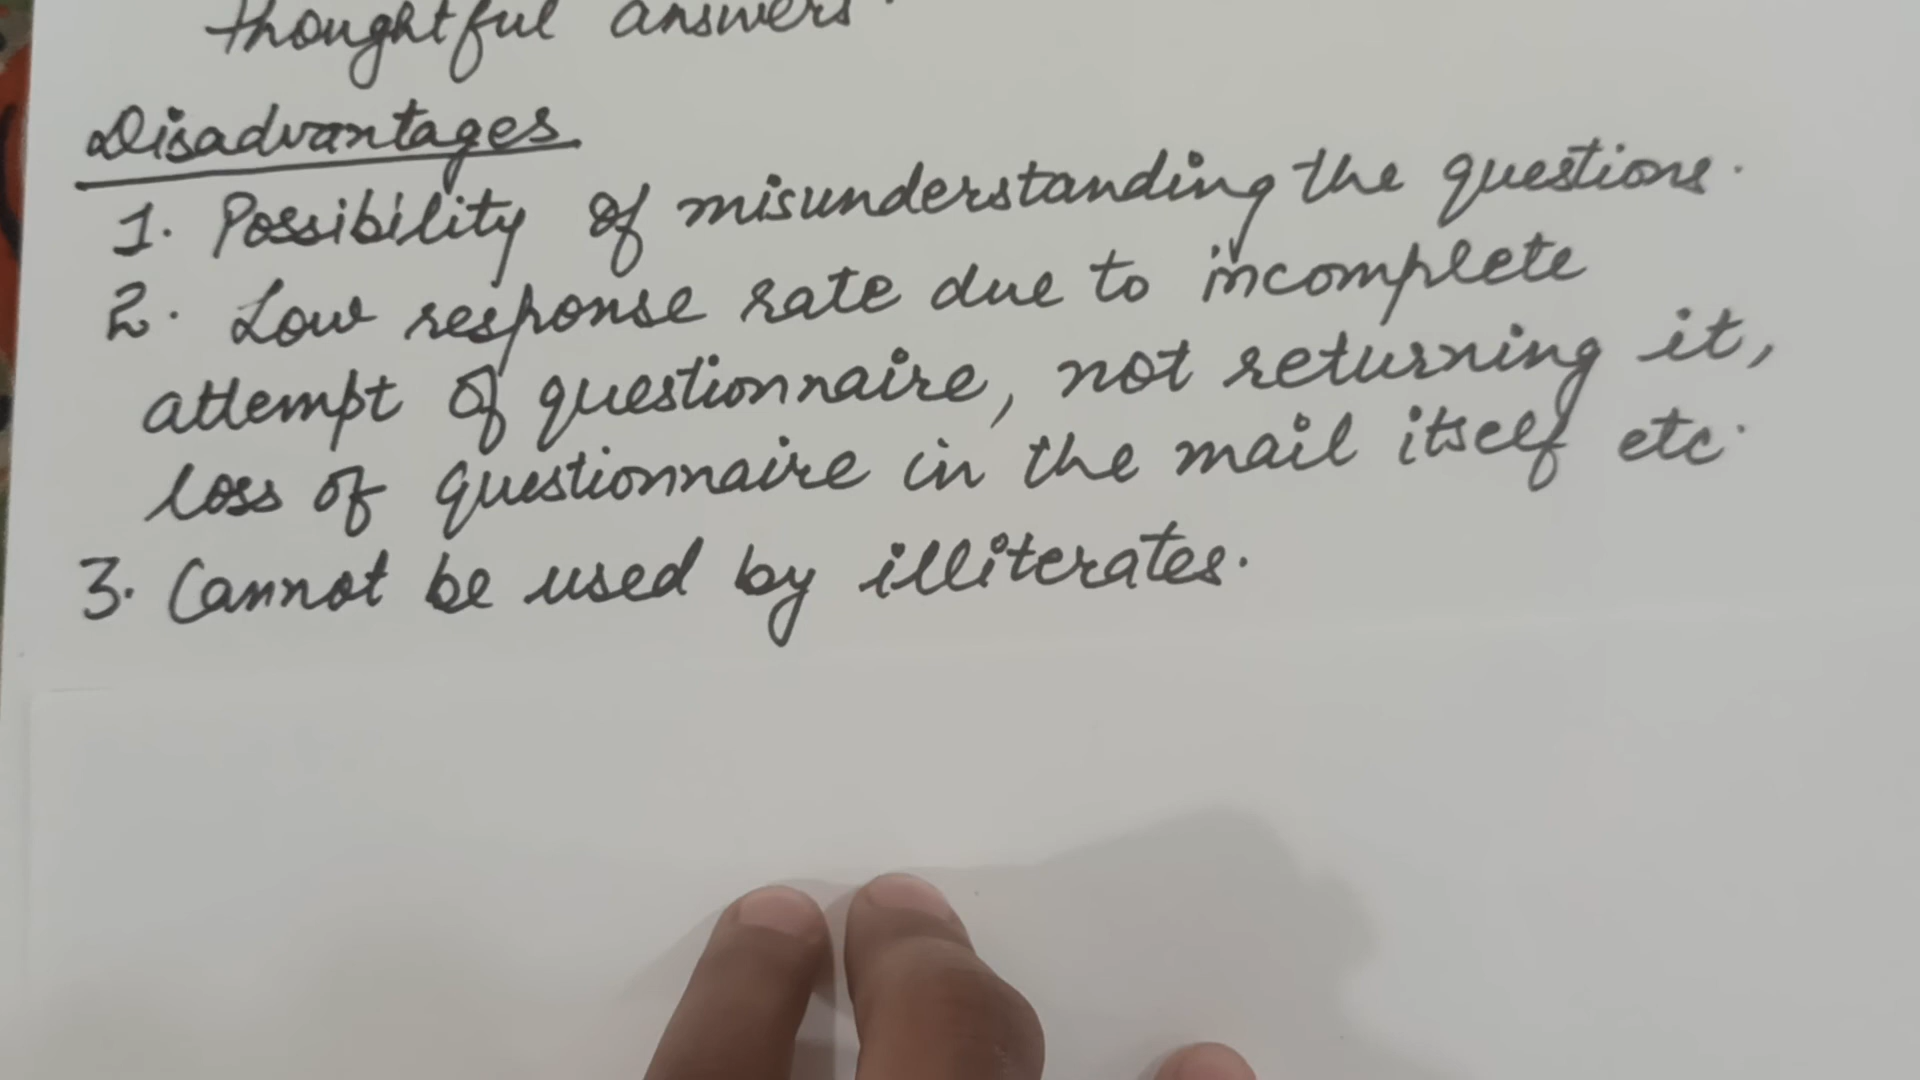 thoughtful answers.
Disadvantages.
1. Possibility of misunderstanding the questions.
2. Low response rate due to incomplete
attempt of questionnaire, not returning it,
loss of questionnaire in the mail itself etc.
3. Cannot be used by illiterates.